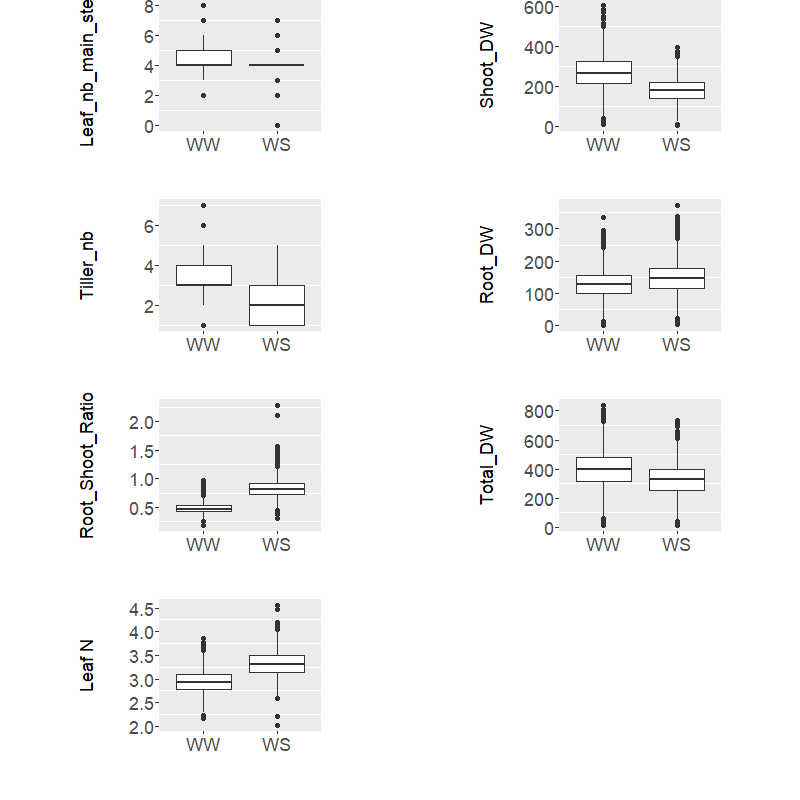 Leaf_nb_main_ste
8
6
4
2
0
WW WS
Shoot_DW
600
400
200
0
WW WS
Tiller_nb
6
4
2
WW WS
Root_DW
300
200
100
0
WW WS
Root_Shoot_Ratio
2.0
1.5
1.0
0.5
WW WS
Total_DW
800
600
400
200
0
WW WS
Leaf N
4.5
4.0
3.5
3.0
2.5
2.0
WW WS